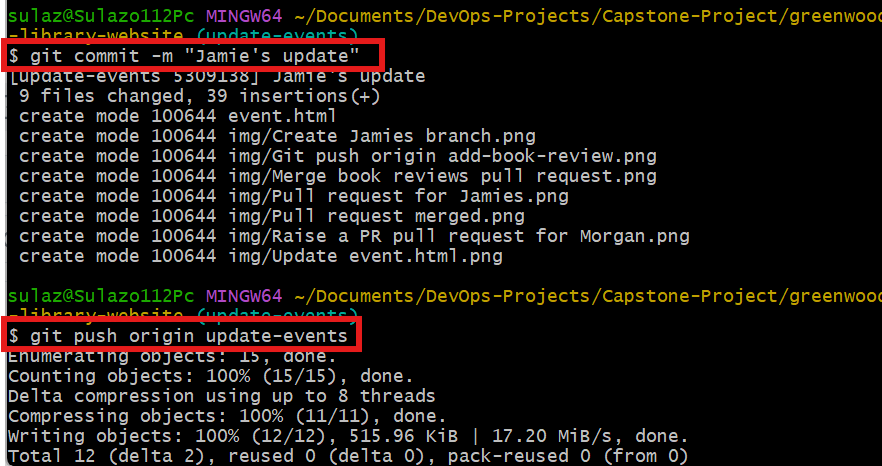 sulaz@Sulazo112Pc MINGW64 ~/Documents/DevOps-Projects/Capstone-Project/greenwood
-library-website (update-events)
$ git commit -m "Jamie's update"
[update-events 5309138] Jamie's update
 9 files changed, 39 insertions(+)
 create mode 100644 event.html
 create mode 100644 img/Create Jamies branch.png
 create mode 100644 img/Git push origin add-book-review.png
 create mode 100644 img/Merge book reviews pull request.png
 create mode 100644 img/Pull request for Jamies.png
 create mode 100644 img/Pull request merged.png
 create mode 100644 img/Raise a PR pull request for Morgan.png
 create mode 100644 img/Update event.html.png
sulaz@Sulazo112Pc MINGW64 ~/Documents/DevOps-Projects/Capstone-Project/greenwood
-library-website (update-events)
$ git push origin update-events
Enumerating objects: 15, done.
Counting objects: 100% (15/15), done.
Delta compression using up to 8 threads
Compressing objects: 100% (11/11), done.
Writing objects: 100% (12/12), 515.96 KiB | 17.20 MiB/s, done.
Total 12 (delta 2), reused 0 (delta 0), pack-reused 0 (from 0)